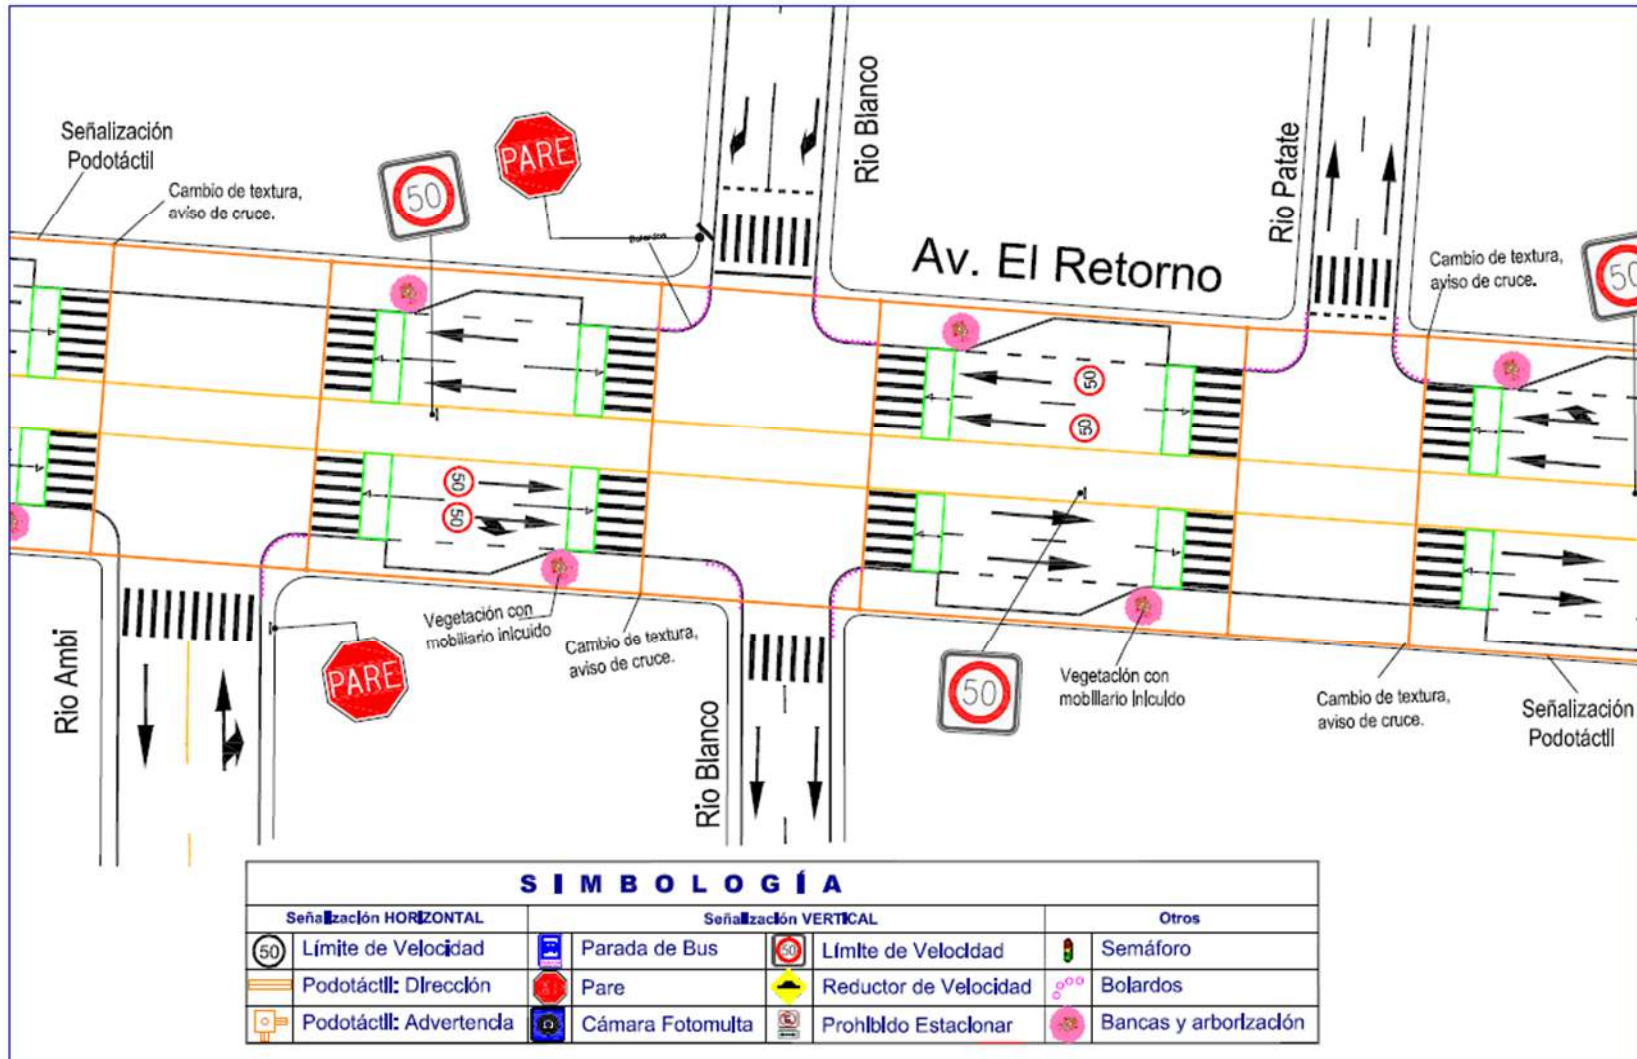 Señalización
Podotáctil
Cambio de textura,
aviso de cruce.
50
PARE
Bolardos
Rio Blanco
Av. El Retorno
Rio Patate
Cambio de textura,
aviso de cruce.
50
50
50
50
50
Rio Ambi
PARE
Vegetación con
mobiliario inlcuido
Cambio de textura,
aviso de cruce.
Rio Blanco
50
Vegetación con
mobiliario inlcuido
Cambio de textura,
aviso de cruce.
Señalización
Podotáctil
SIMBOLOGÍA
Señalización HORIZONTAL
Señalización VERTICAL
Otros
50 Límite de Velocidad
Parada de Bus
50 Límite de Velocidad
Semáforo
Podotáctil: Dirección
Pare
Reductor de Velocidad
Bolardos
Podotáctil: Advertencia
Cámara Fotomulta
Prohibido Estacionar
Bancas y arborización